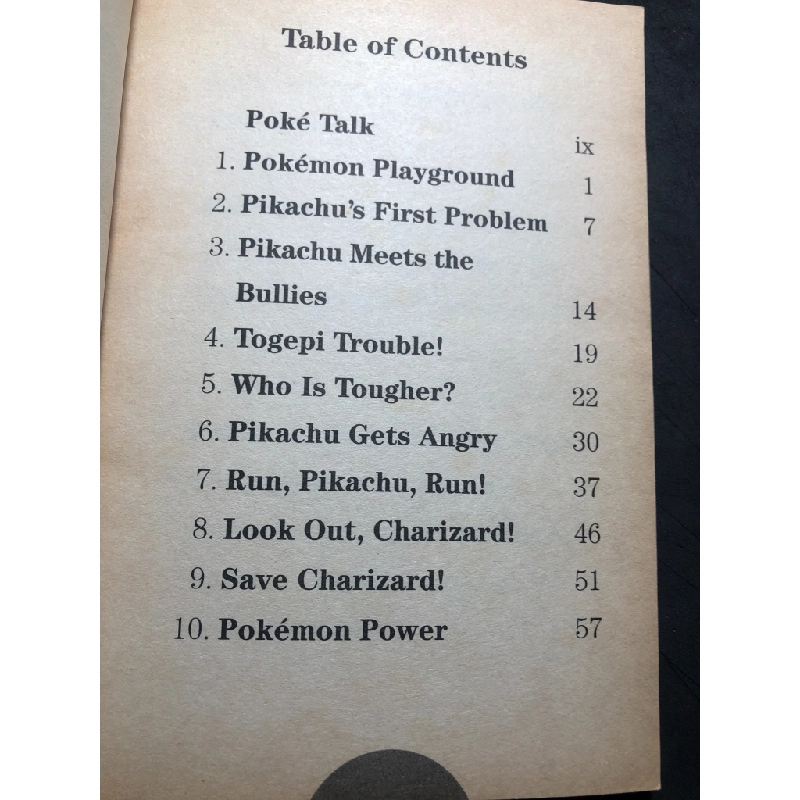 Table of Contents
Poké Talk ix
1. Pokémon Playground 1
2. Pikachu's First Problem 7
3. Pikachu Meets the
Bullies 14
4. Togepi Trouble! 19
5. Who Is Tougher? 22
6. Pikachu Gets Angry 30
7. Run, Pikachu, Run! 37
8. Look Out, Charizard! 46
9. Save Charizard! 51
10. Pokémon Power 57